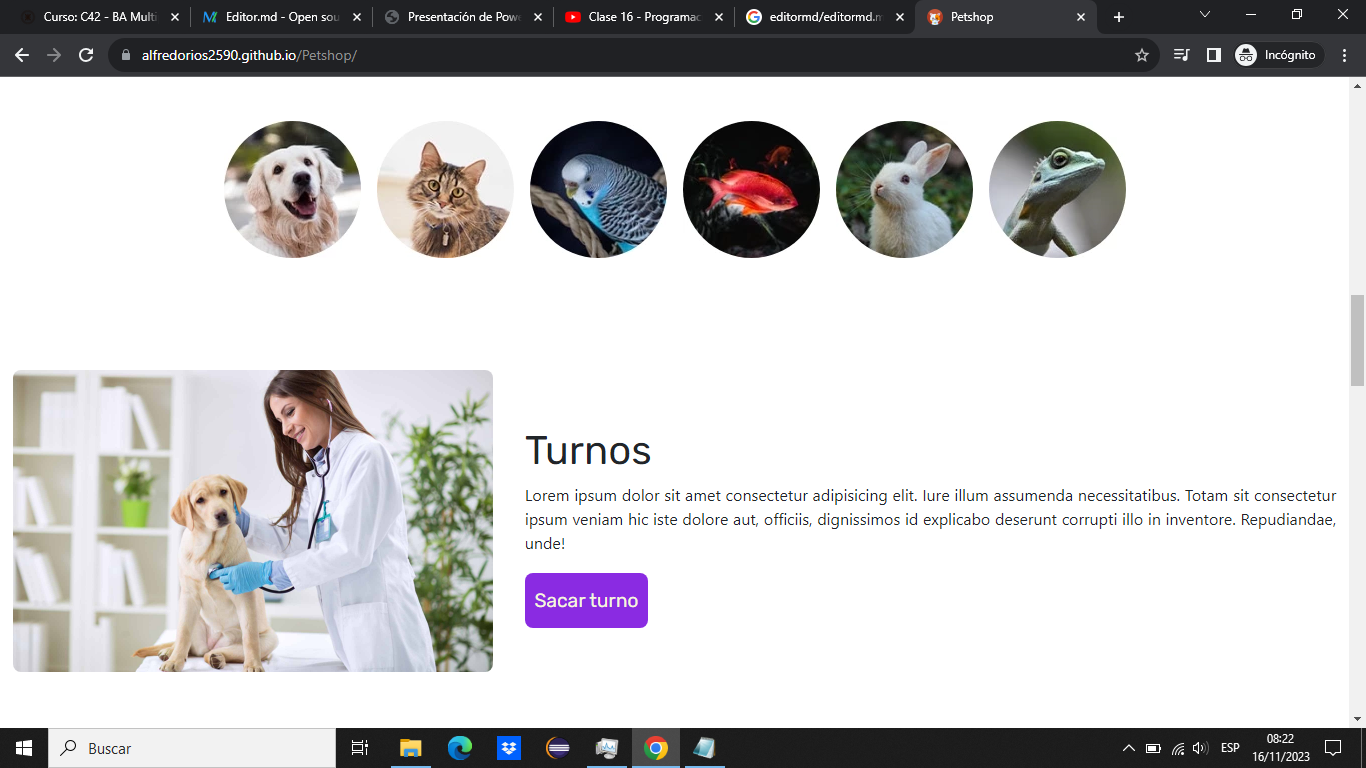 Curso: C42 - BA Multi
Editor.md - Open sou
Presentación de Powe
Clase 16 - Programac
editormd/editormd.m
Petshop
alfredorios2590.github.io/Petshop/
Incógnito
Turnos
Lorem ipsum dolor sit amet consectetur adipisicing elit. Iure illum assumenda necessitatibus. Totam sit consectetur
ipsum veniam hic iste dolore aut, officiis, dignissimos id explicabo deserunt corrupti illo in inventore. Repudiandae,
unde!
Sacar turno
Buscar
ESP
08:22
16/11/2023